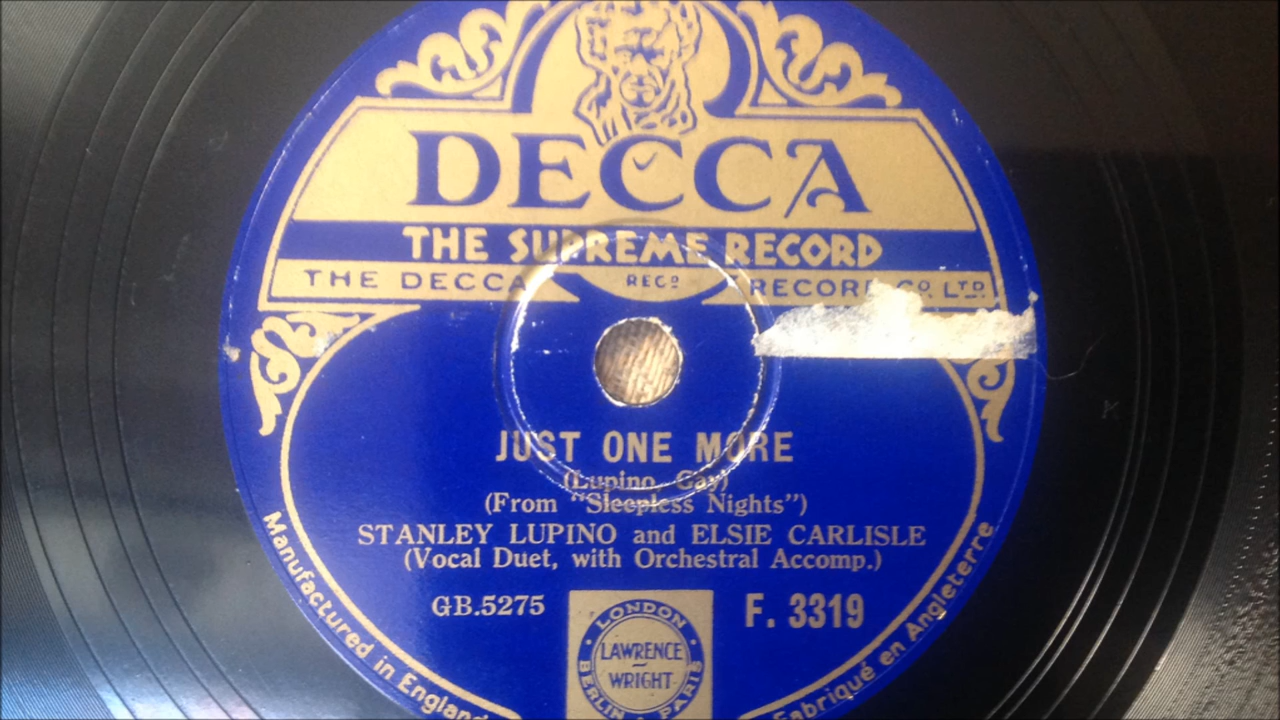 DECCA
THE SUPREME RECORD
THE DECCA RECO RECORD CO LTD.
JUST ONE MORE
(Lupino, Gay)
(From "Sleepless Nights")
STANLEY LUPINO and ELSIE CARLISLE
(Vocal Duet, with Orchestral Accomp.)
GB.5275
F. 3319
LONDON
LAWRENCE
WRIGHT
BERLIN & PARIS
Manufactured in England
Fabriqué en Angleterre